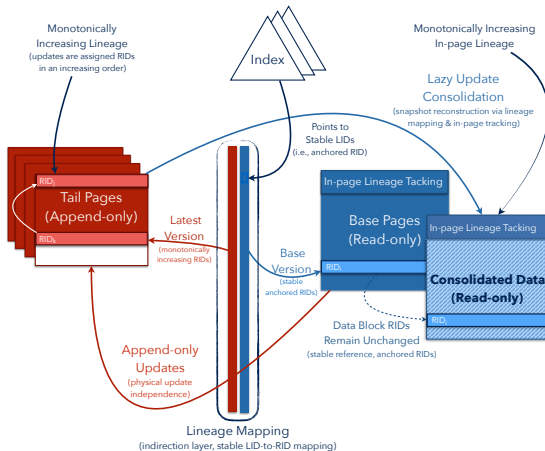 Monotonically
Increasing Lineage
(updates are assigned RIDs
in an increasing order)
Index
Monotonically Increasing
In-page Lineage
Lazy Update
Consolidation
(snapshot reconstruction via lineage
mapping & in-page tracking)
Points to
Stable LIDs
(i.e., anchored RID)
RIDj
Tail Pages
(Append-only)
RIDk
In-page Lineage Tacking
Base Pages
(Read-only)
RIDi
In-page Lineage Tacking
Consolidated Data
(Read-only)
RIDi
Latest
Version
(monotonically
increasing RIDs)
Base
Version
(stable
anchored RIDs)
Data Block RIDs
Remain Unchanged
(stable reference, anchored RIDs)
Append-only
Updates
(physical update
independence)
Lineage Mapping
(indirection layer, stable LID-to-RID mapping)